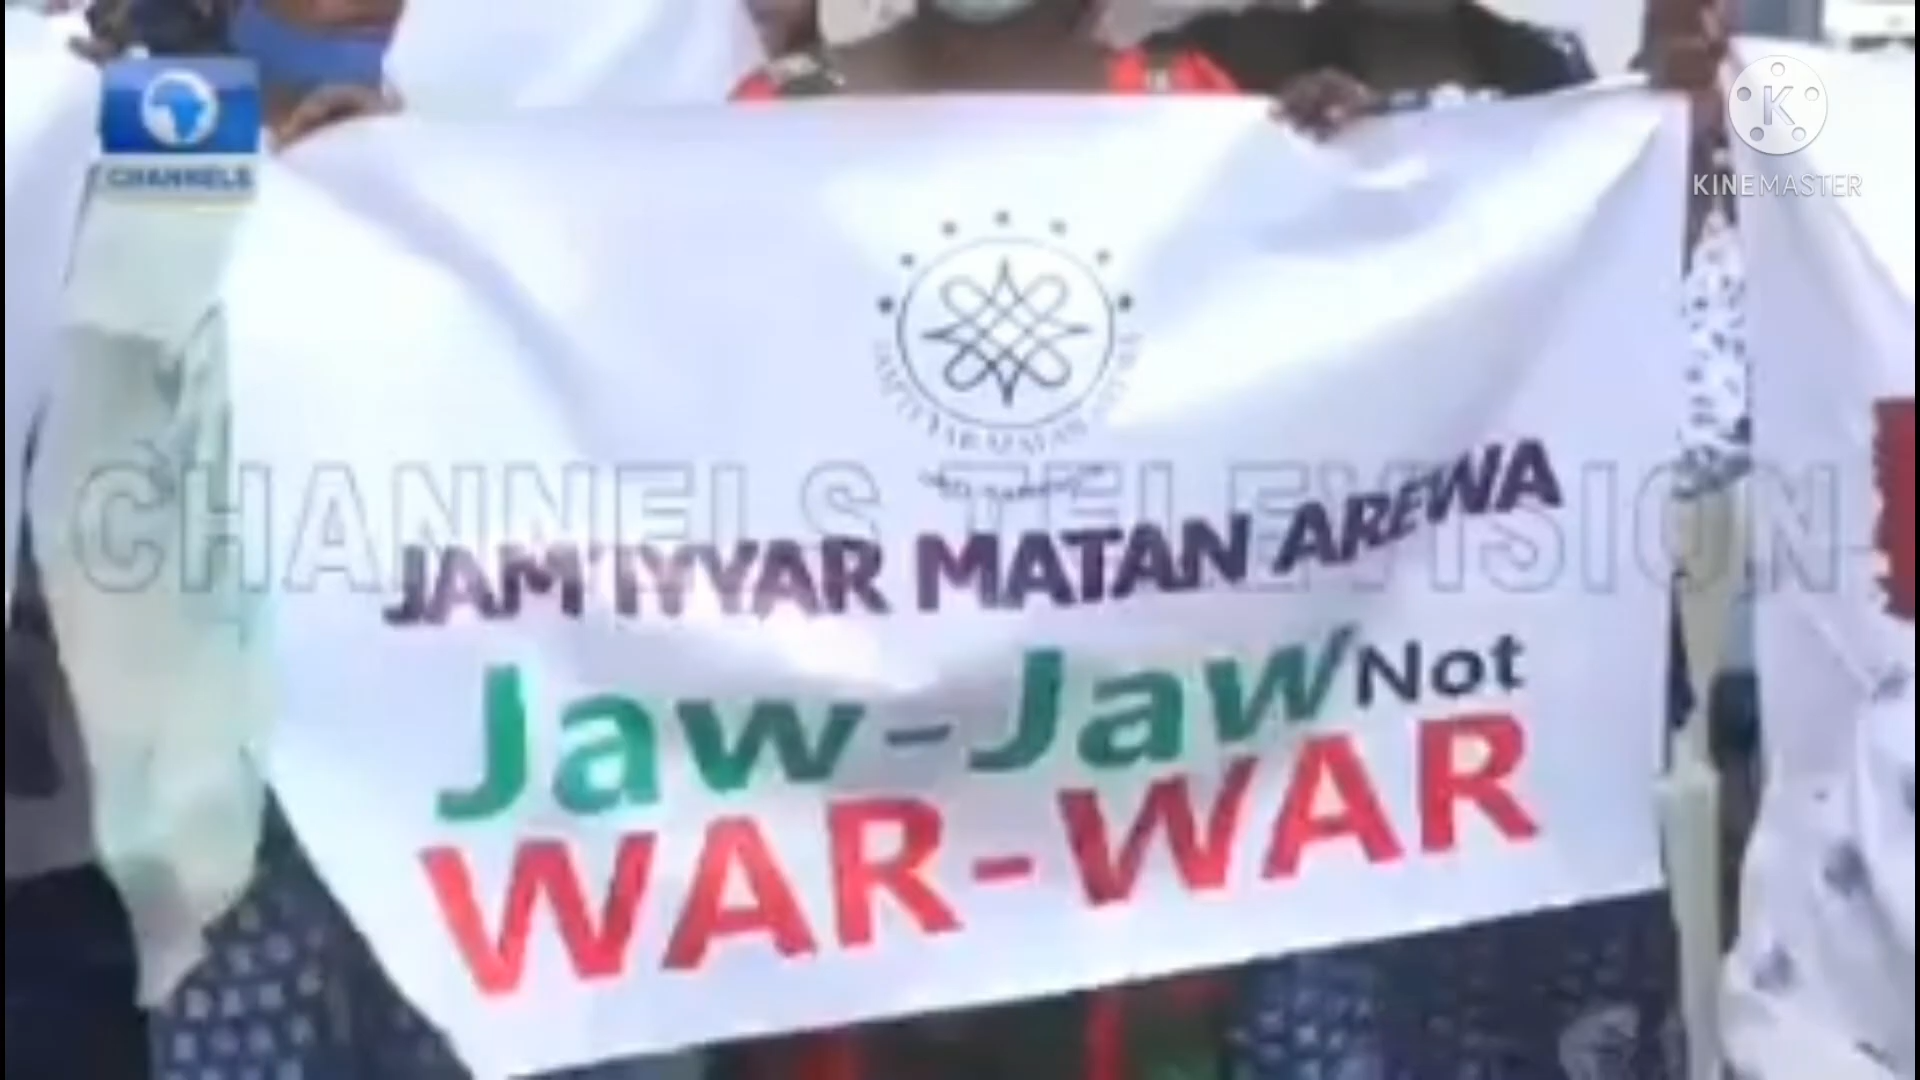 CHANNELS
K
KINEMASTER
CHANNELS TELEVISION
JAM'IYYAR MATAN AREWA
Jaw-Jaw Not
WAR-WAR